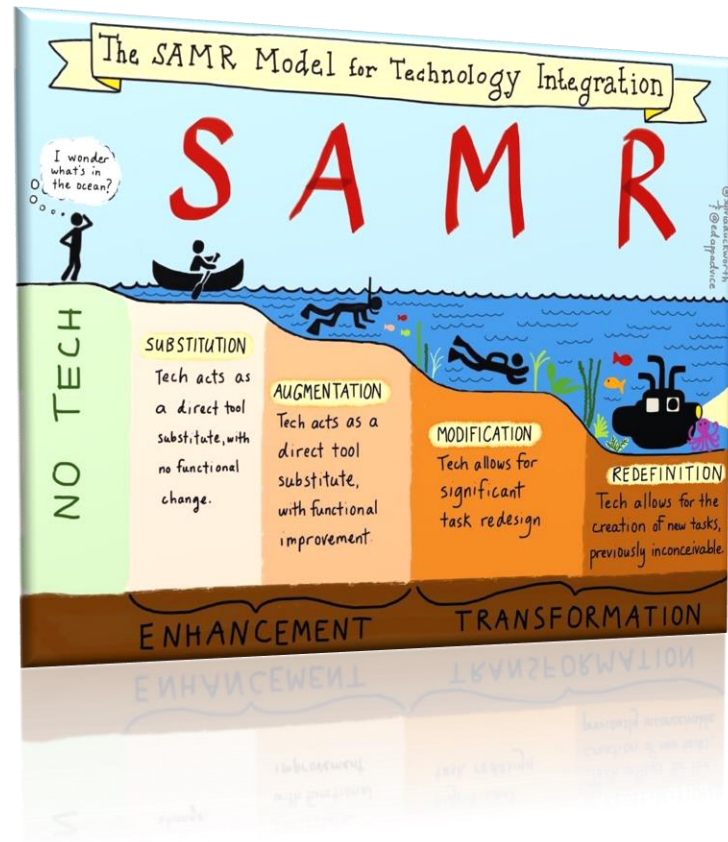 The SAMR Model for Technology Integration
I wonder
what's in
the ocean?
S A M R
NO TECH
SUBSTITUTION
Tech acts as
a direct tool
substitute, with
no functional
change.
AUGMENTATION
Tech acts as a
direct tool
substitute,
with functional
improvement.
MODIFICATION
Tech allows for
significant
task redesign
REDEFINITION
Tech allows for the
creation of new tasks,
previously inconceivable.
ENHANCEMENT
TRANSFORMATION
@edappadvice